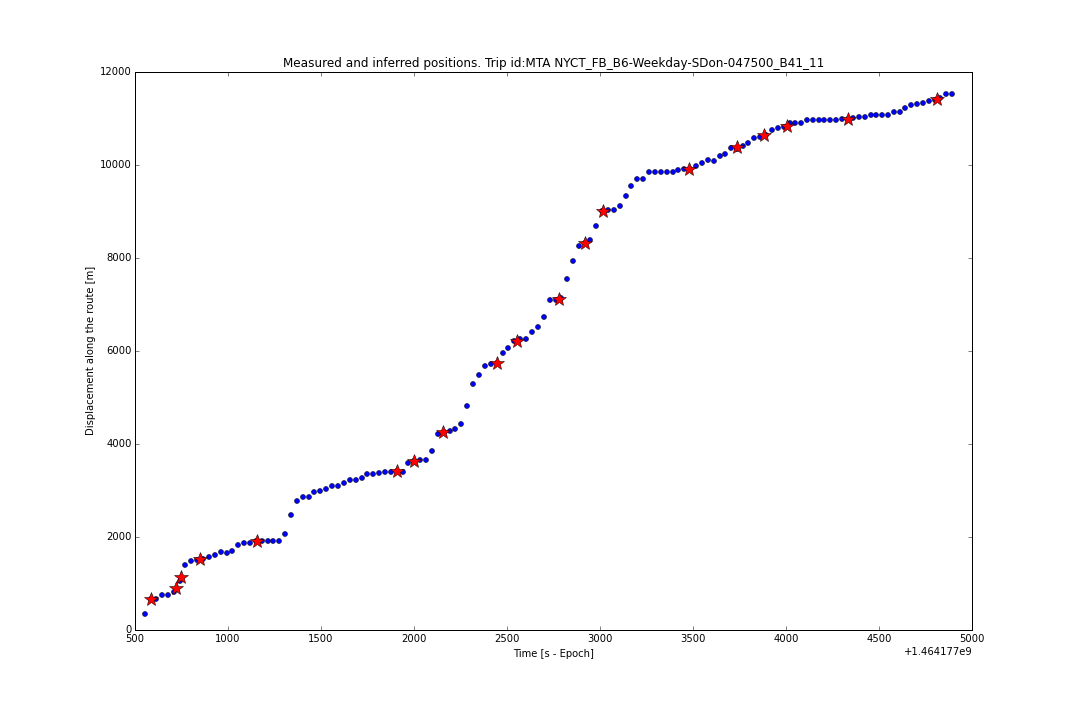 Measured and inferred positions. Trip id:MTA NYCT_FB_B6-Weekday-SDon-047500_B41_11
12000
10000
8000
6000
4000
2000
0
Displacement along the route [m]
500 1000 1500 2000 2500 3000 3500 4000 4500 5000
Time [s - Epoch]
+1.464177e9